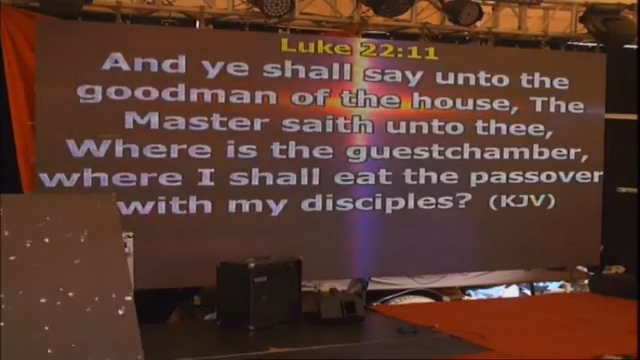 Luke 22:11
And ye shall say unto the
goodman of the house, The
Master saith unto thee,
Where is the guestchamber,
where I shall eat the passover
with my disciples? (KJV)